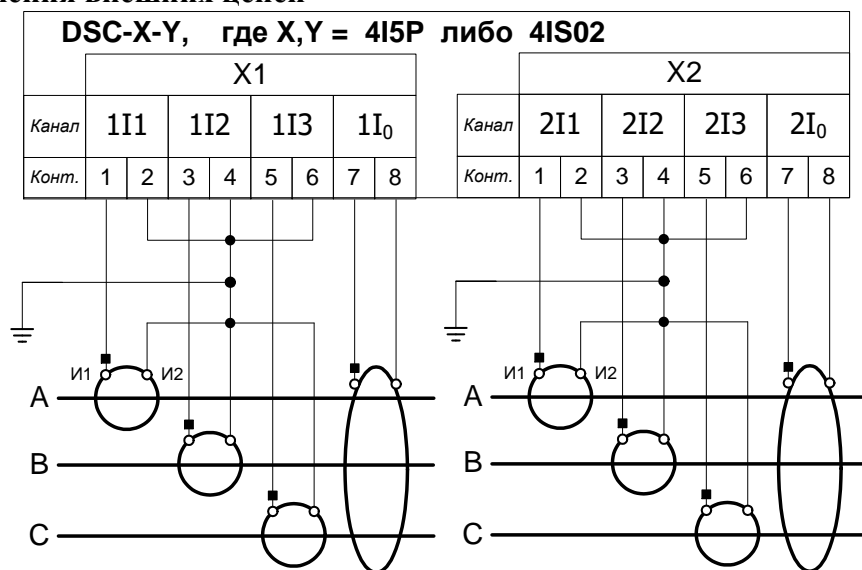 DSC-X-Y, где X,Y = 4I5P либо 4IS02
X1 X2
Канал 1I1 1I2 1I3 1I₀ Канал 2I1 2I2 2I3 2I₀
Конт. 1 2 3 4 5 6 7 8 Конт. 1 2 3 4 5 6 7 8
И1 И2 И1 И2
A A
B B
C C